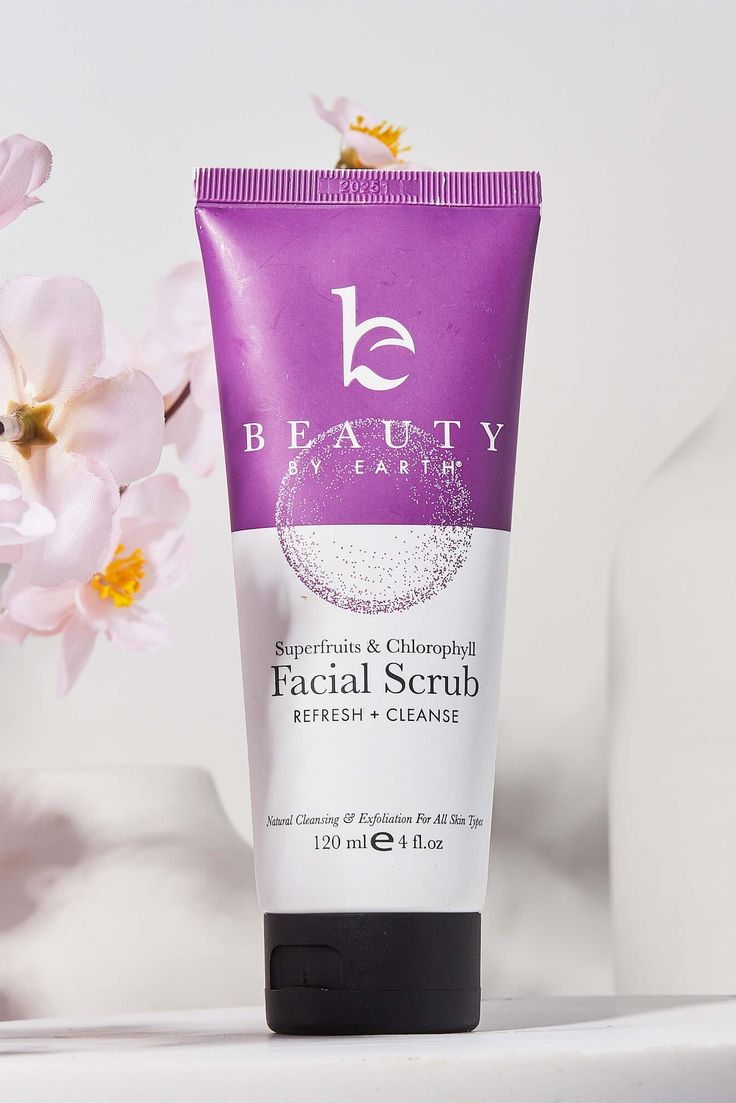 20251
be
BEAUTY
BY EARTH®
Superfruits & Chlorophyll
Facial Scrub
REFRESH + CLEANSE
Natural Cleansing & Exfoliation For All Skin Types
120 ml ℮ 4 fl.oz